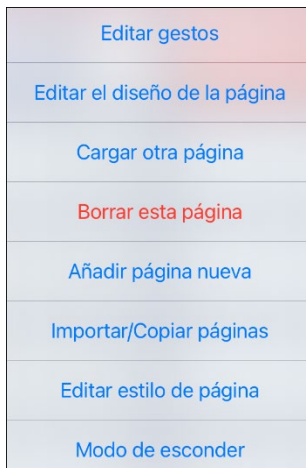 Editar gestos
Editar el diseño de la página
Cargar otra página
Borrar esta página
Añadir página nueva
Importar/Copiar páginas
Editar estilo de página
Modo de esconder